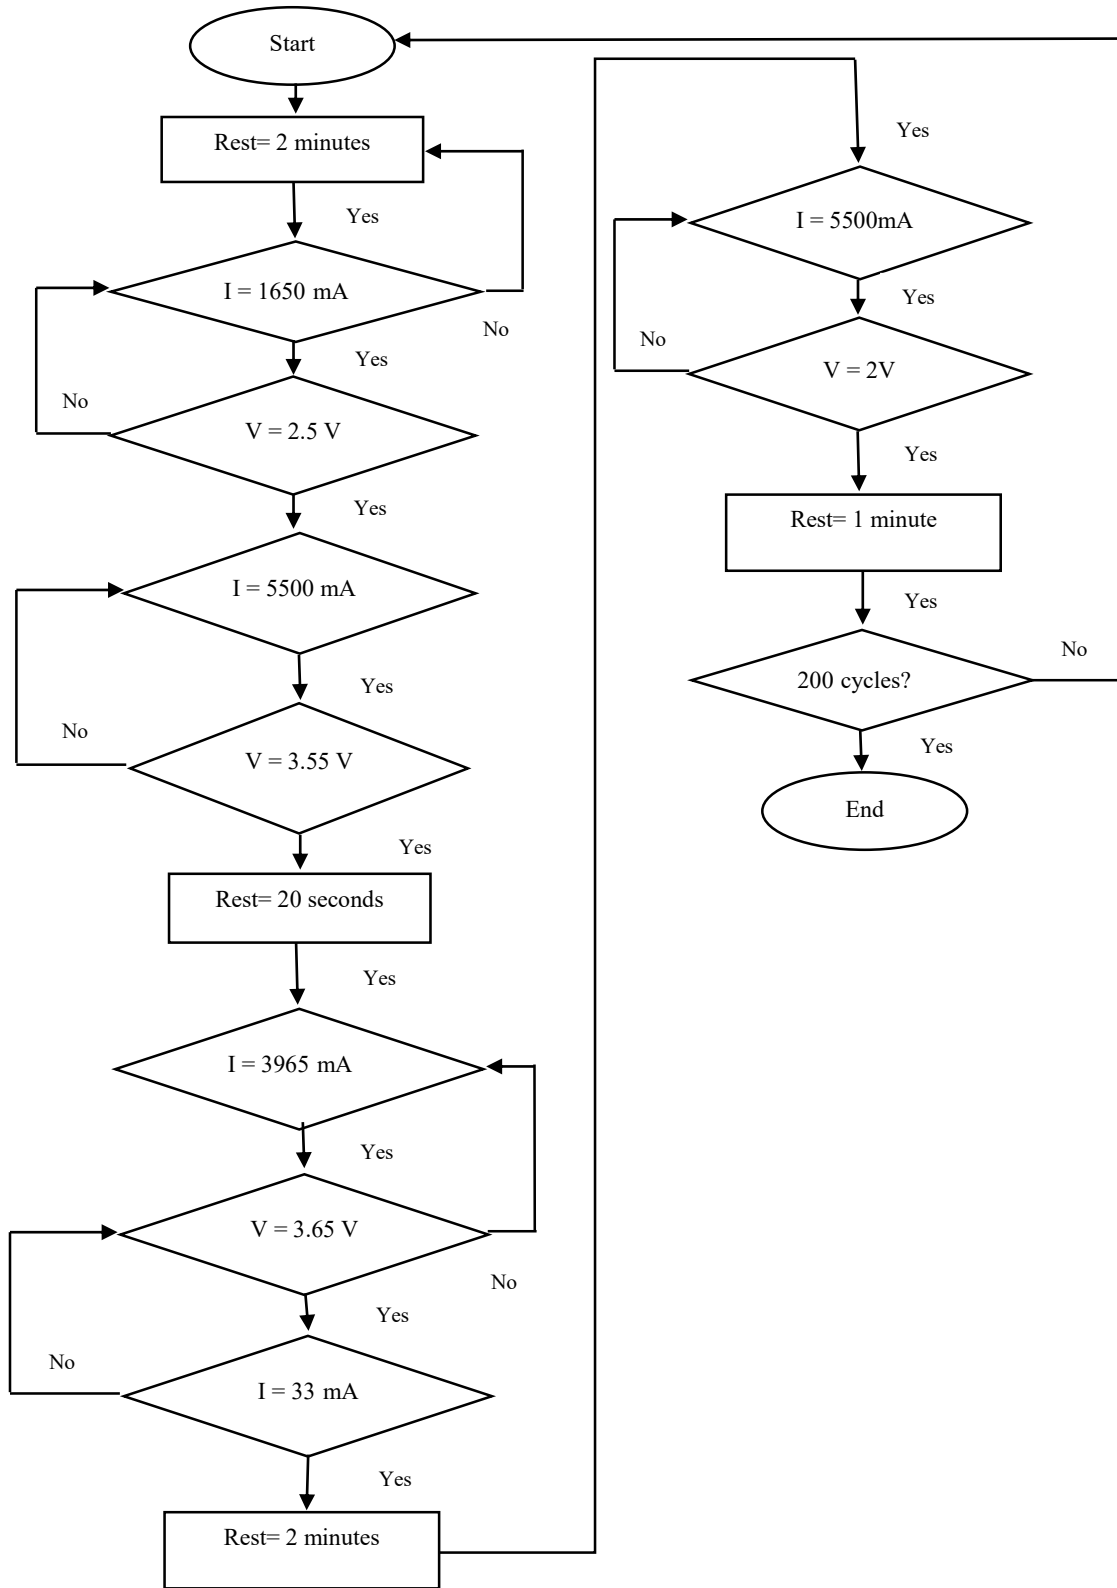 Start
Rest= 2 minutes
Yes
I = 1650 mA
No
Yes
No
V = 2.5 V
Yes
I = 5500 mA
Yes
No
V = 3.55 V
Yes
Rest= 20 seconds
Yes
I = 3965 mA
Yes
V = 3.65 V
No
Yes
No
I = 33 mA
Yes
Rest= 2 minutes
Yes
I = 5500mA
Yes
No
V = 2V
Yes
Rest= 1 minute
Yes
No
200 cycles?
Yes
End